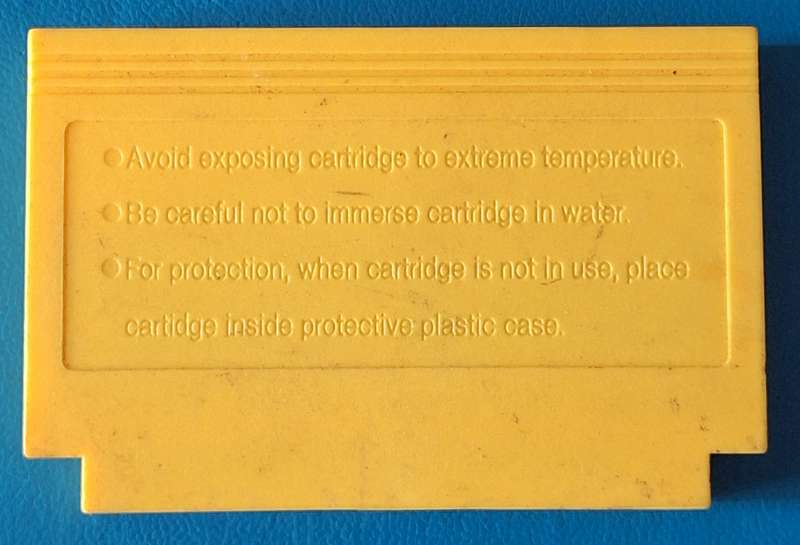 ●Avoid exposing cartridge to extreme temperature.
●Be careful not to immerse cartridge in water.
●For protection, when cartridge is not in use, place
cartidge inside protective plastic case.